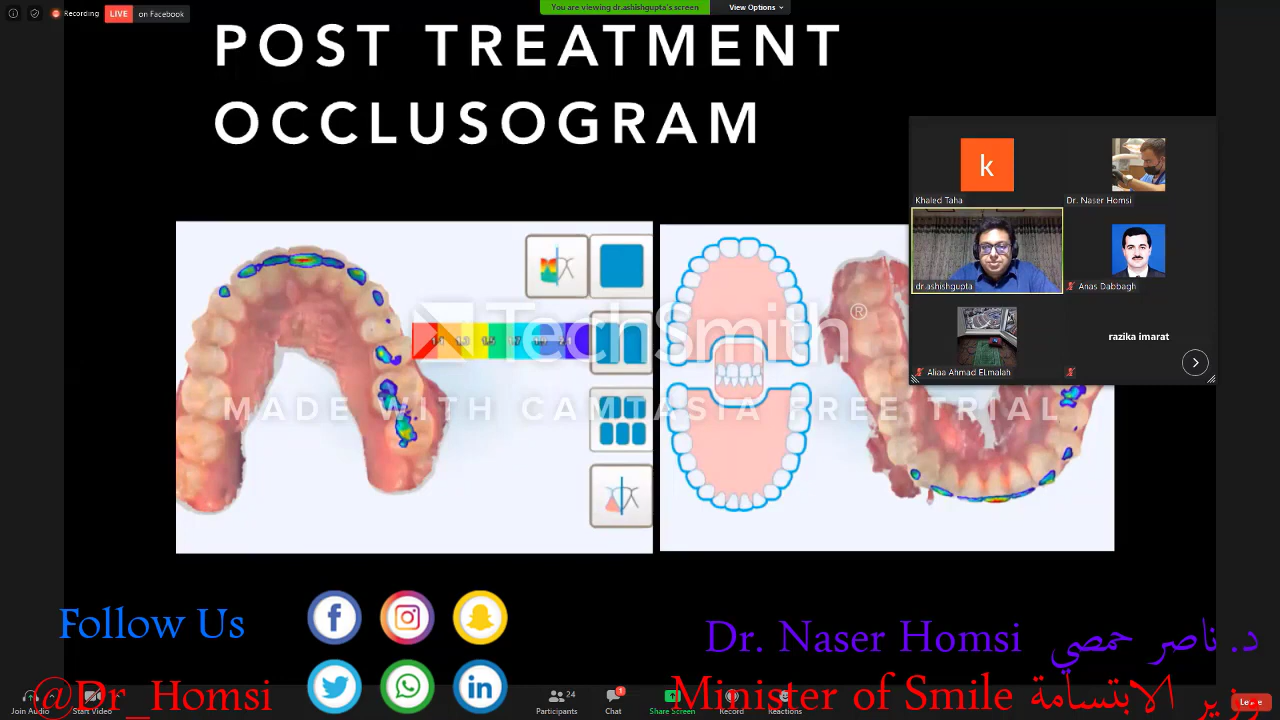 Recording
LIVE
on Facebook
You are viewing dr.ashishgupta's screen
View Options
POST TREATMENT
OCCLUSOGRAM
k
Khaled Taha
Dr. Naser Homsi
dr.ashishgupta
Anas Dabbagh
Aliaa Ahmad ELmalah
razika imarat
TechSmith®
MADE WITH CAMTASIA FREE TRIAL
Follow Us
@Dr_Homsi
Dr. Naser Homsi د. ناصر حمصي
Minister of Smile وزير الابتسامة
Join Audio
Start Video
Participants
24
Chat
Share Screen
Record
Reactions